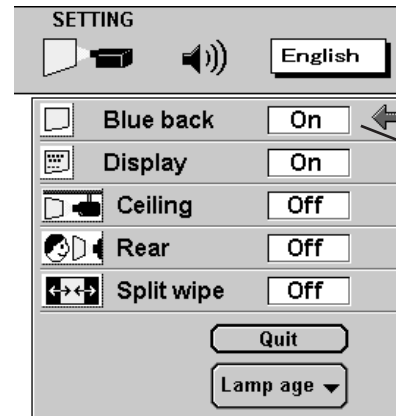 SETTING
English
Blue back On
Display On
Ceiling Off
Rear Off
Split wipe Off
Quit
Lamp age